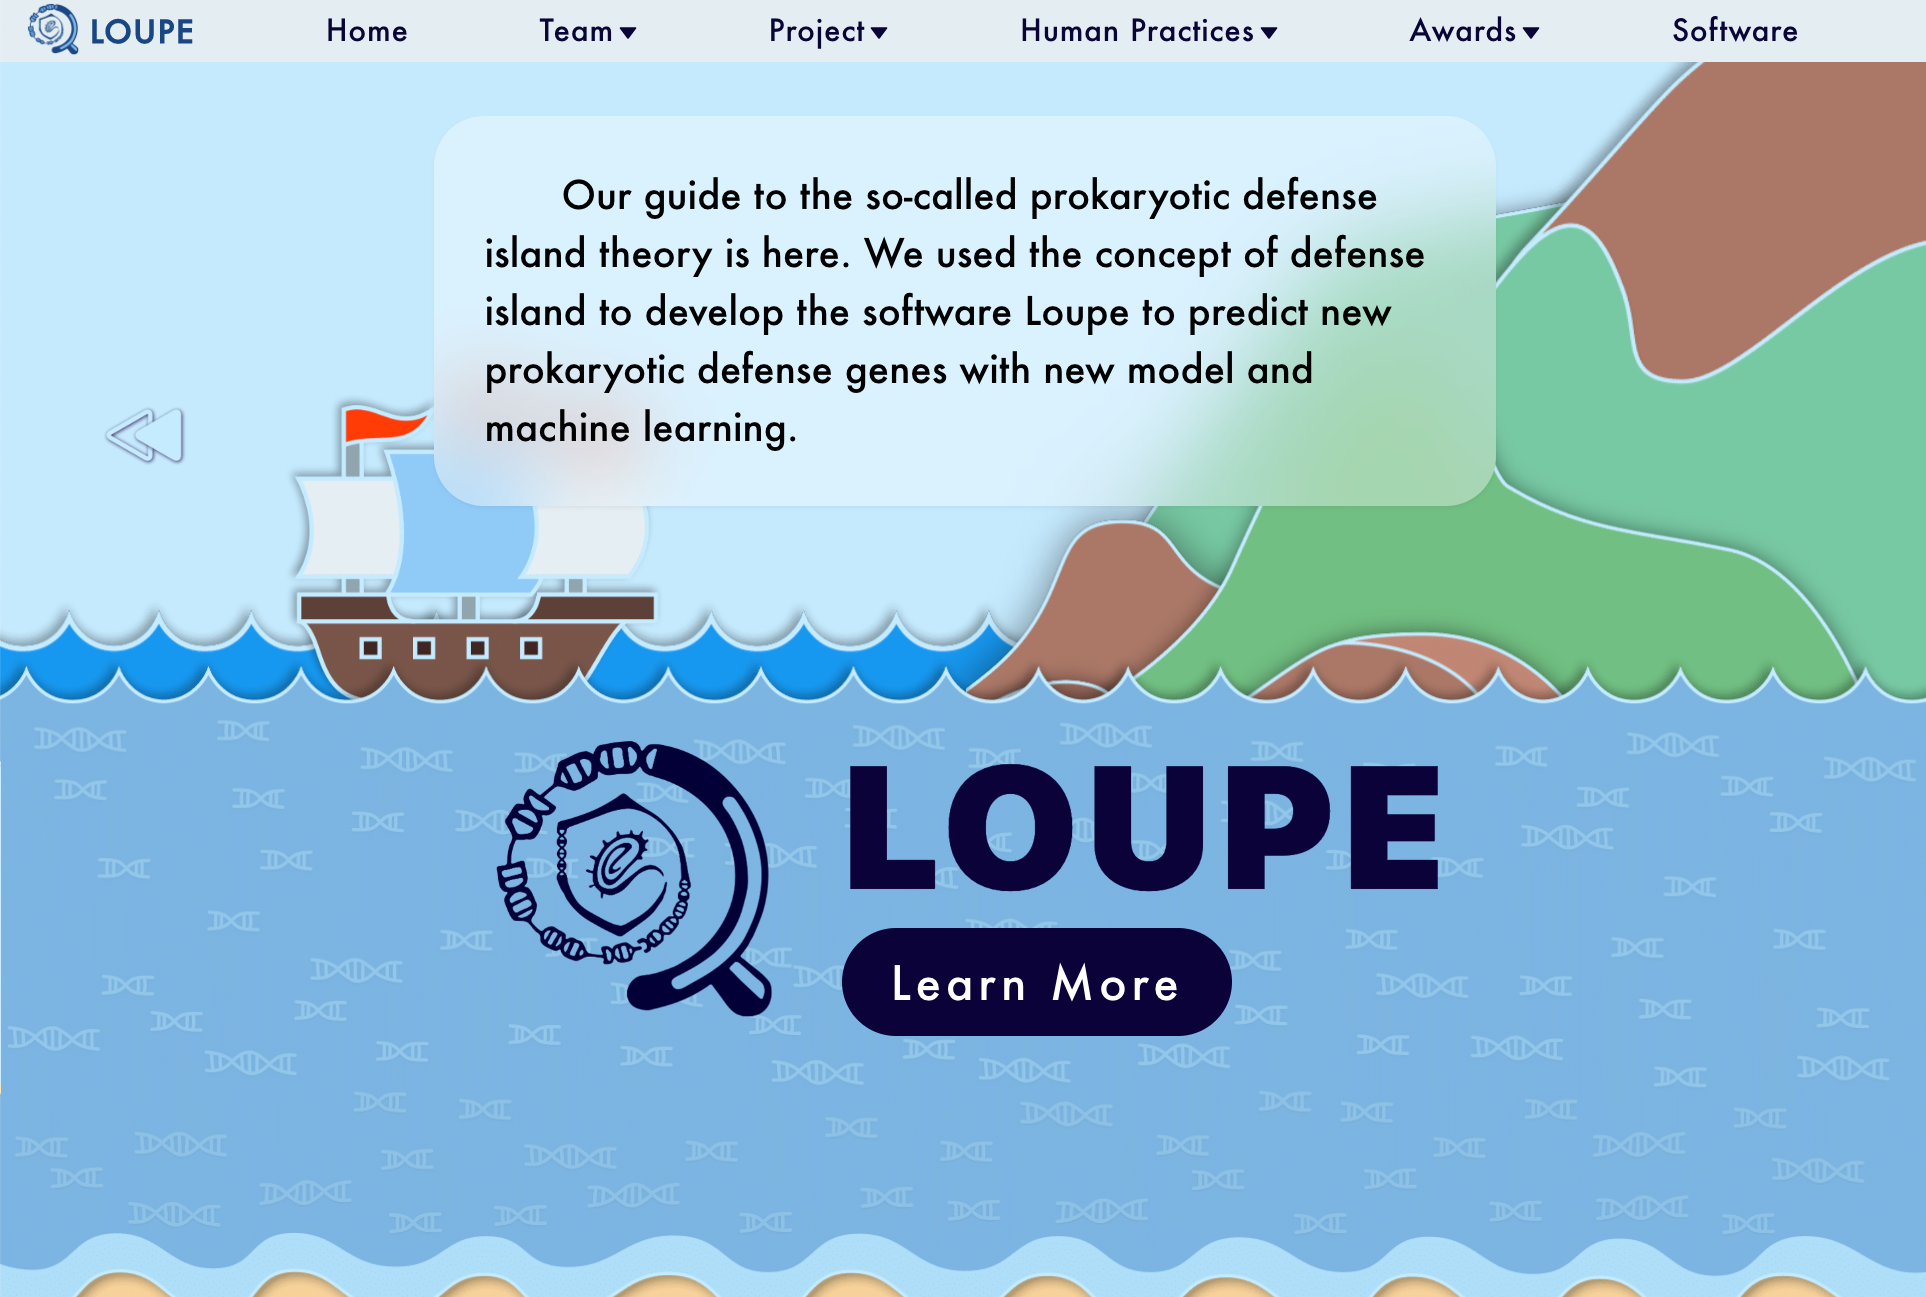 LOUPE Home Team Project Human Practices Awards Software
Our guide to the so-called prokaryotic defense
island theory is here. We used the concept of defense
island to develop the software Loupe to predict new
prokaryotic defense genes with new model and
machine learning.
LOUPE
Learn More